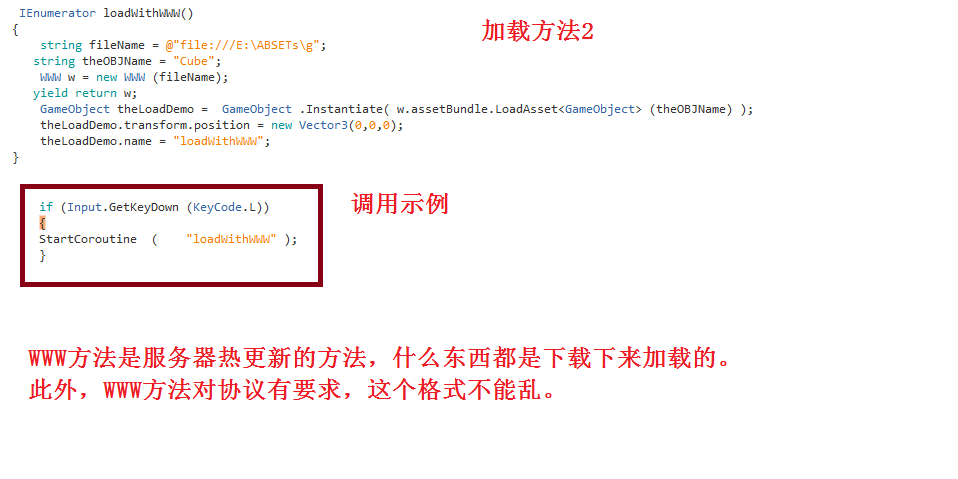 IEnumerator loadWithWWW()
加载方法2
{
string fileName = @"file:///E:\ABSETs\g";
string theOBJName = "Cube";
WWW w = new WWW (fileName);
yield return w;
GameObject theLoadDemo =  GameObject .Instantiate( w.assetBundle.LoadAsset<GameObject> (theOBJName) );
theLoadDemo.transform.position = new Vector3(0,0,0);
theLoadDemo.name = "loadWithWWW";
}
if (Input.GetKeyDown (KeyCode.L))
调用示例
{
StartCoroutine  (    "loadWithWWW" );
}
WWW方法是服务器热更新的方法，什么东西都是下载下来加载的。
此外，WWW方法对协议有要求，这个格式不能乱。